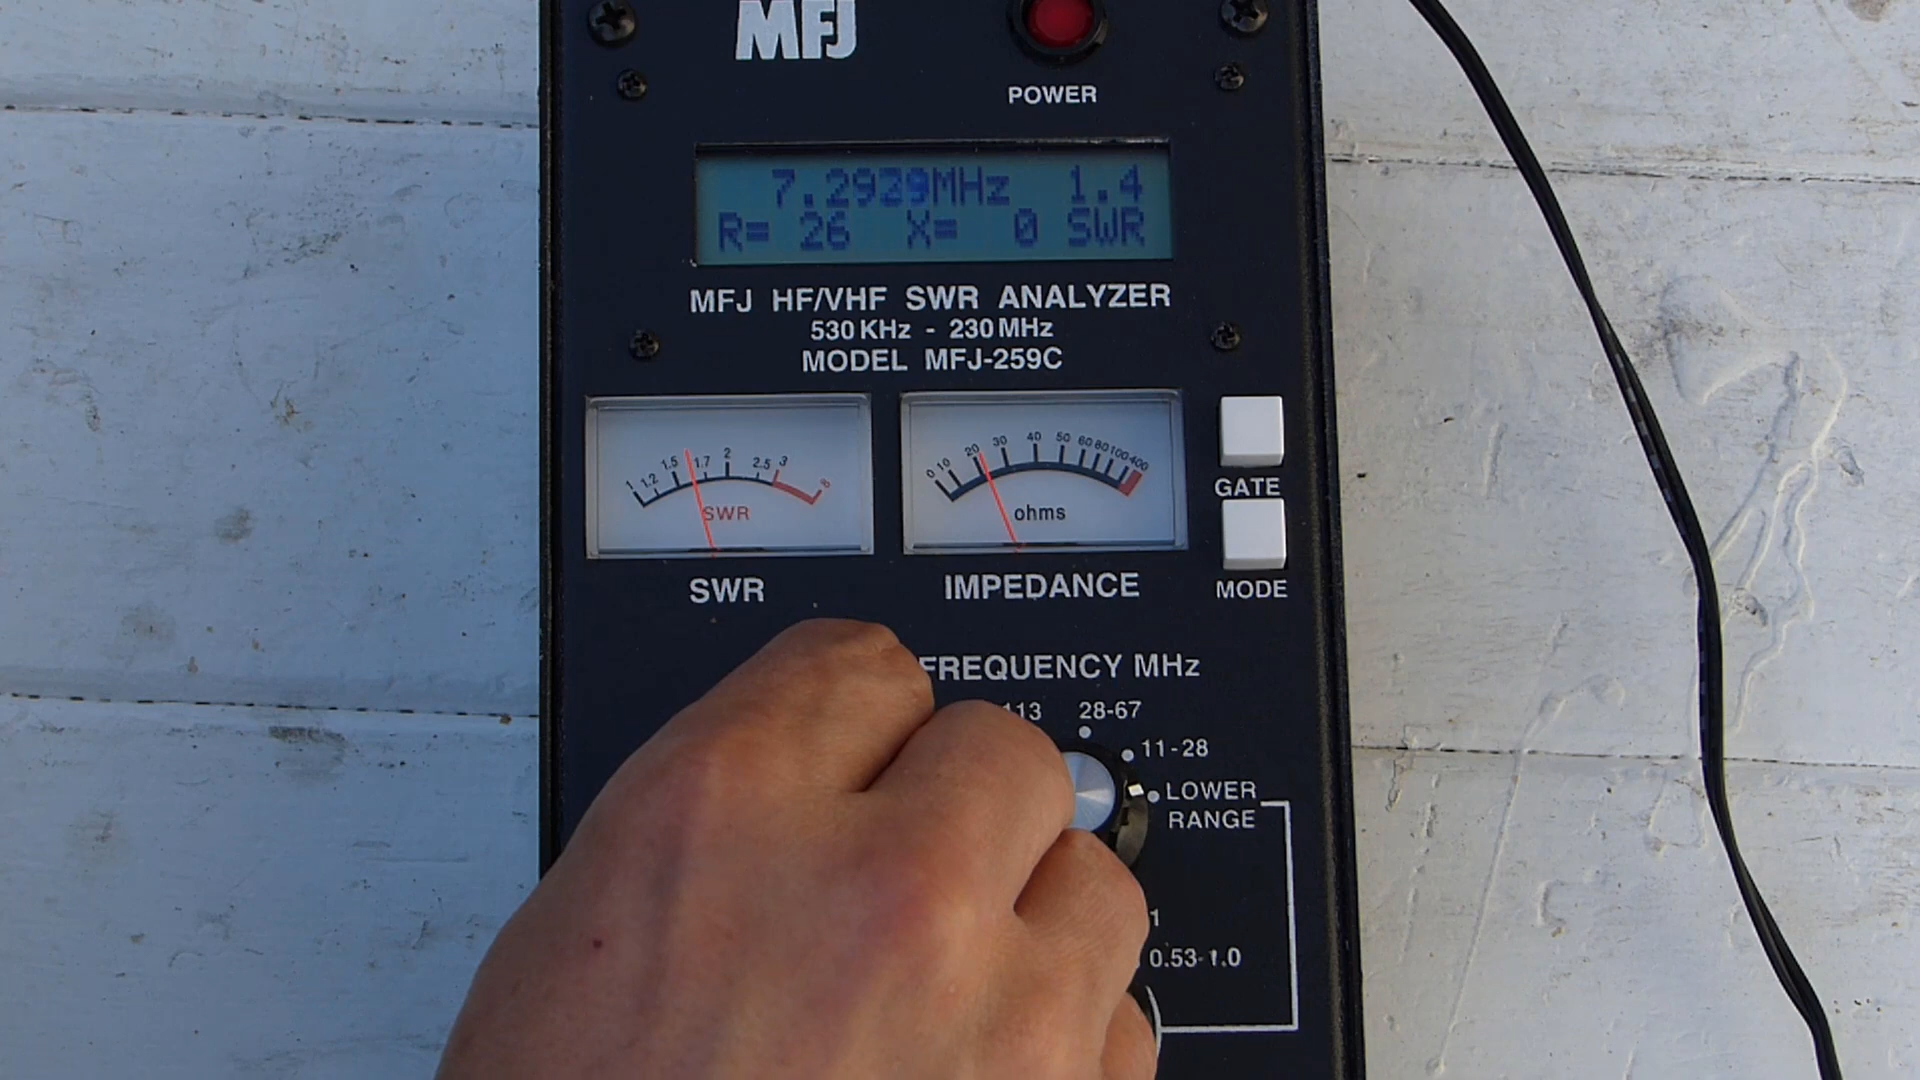 MFJ
POWER
7.2929MHz 1.4
R= 26 X= 0 SWR
MFJ HF/VHF SWR ANALYZER
530 KHz - 230 MHz
MODEL MFJ-259C
1 1.2 1.5 1.7 2 2.5 3 8
SWR
0 10 20 30 40 50 60 80 100 400
ohms
GATE
SWR
IMPEDANCE
MODE
FREQUENCY MHz
113 28-67
11-28
LOWER
RANGE
1
0.53-1.0